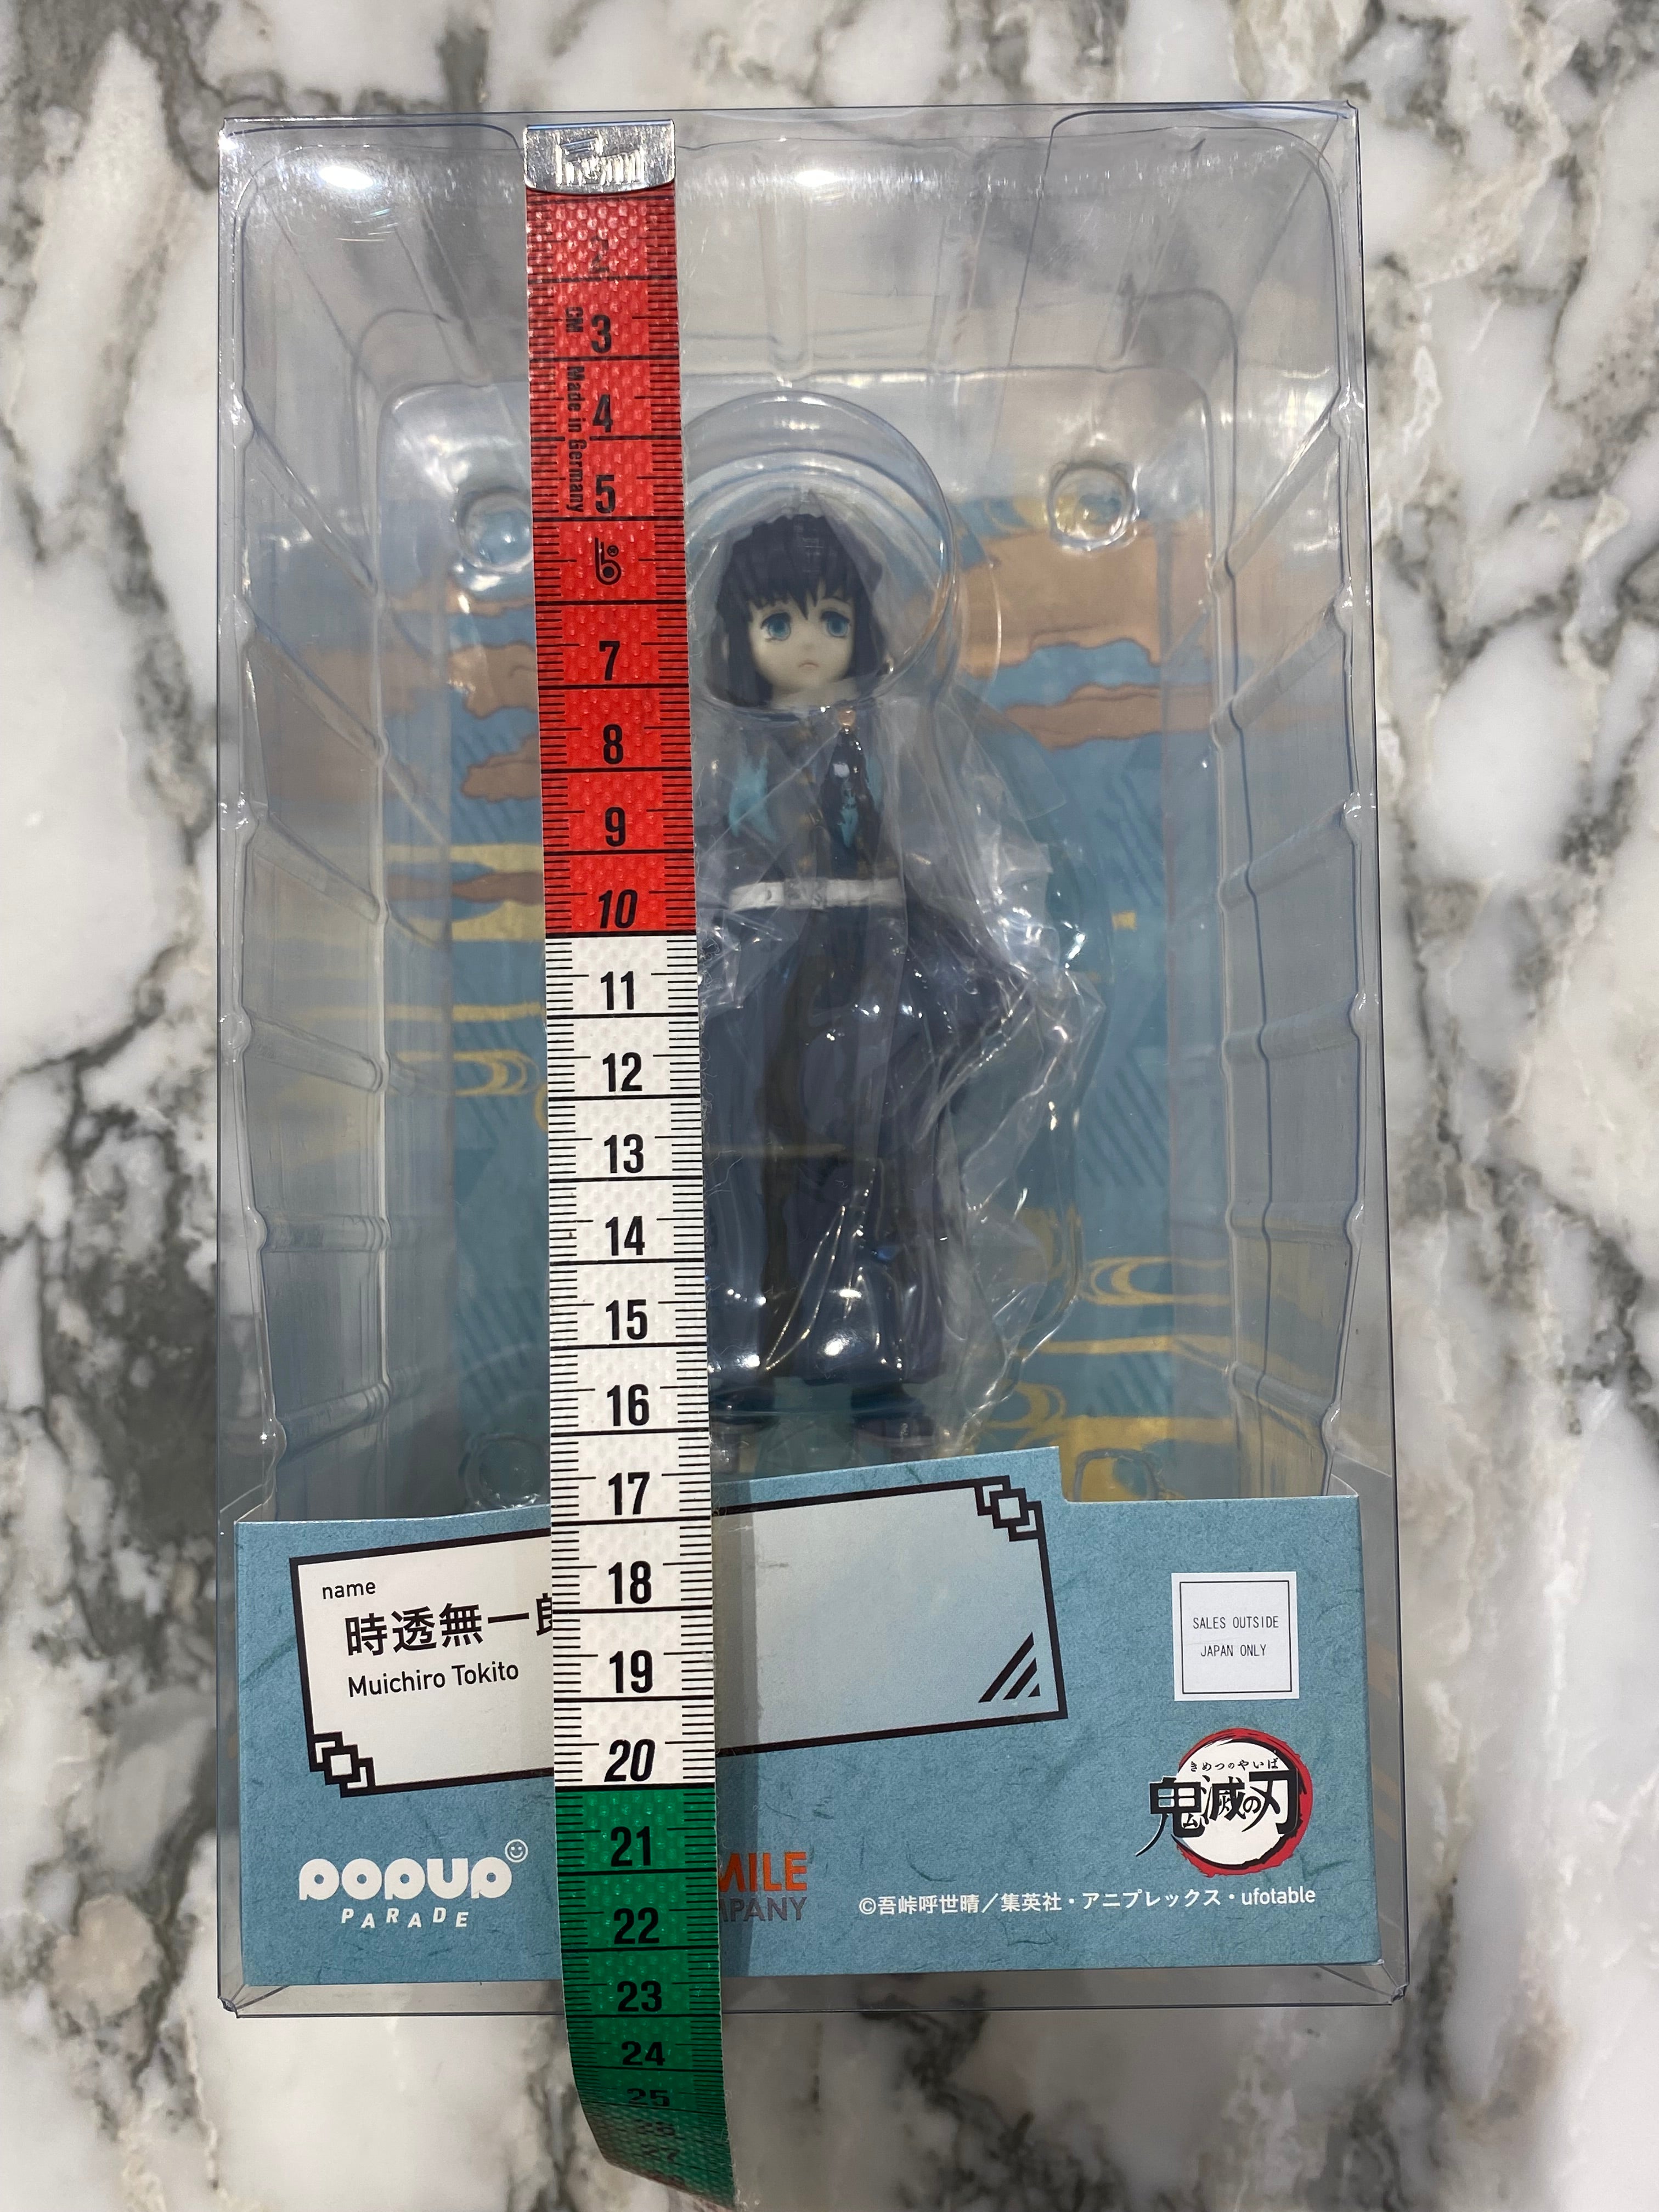 2
3
CM Made in Germany
4
5
7
8
9
10
11
12
13
14
15
16
17
18
19
20
21
22
23
24
25
name
時透無一
Muichiro Tokito
SALES OUTSIDE
JAPAN ONLY
きめつのやいば
鬼滅の刃
POPUP
PARADE
MILE
MPANY
©吾峠呼世晴／集英社・アニプレックス・ufotable